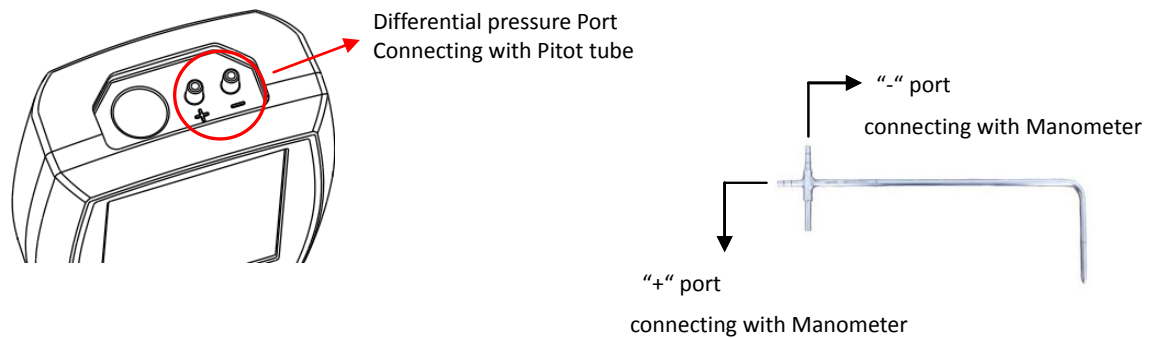 Differential pressure Port
Connecting with Pitot tube
+ −
“-“ port
connecting with Manometer
“+“ port
connecting with Manometer